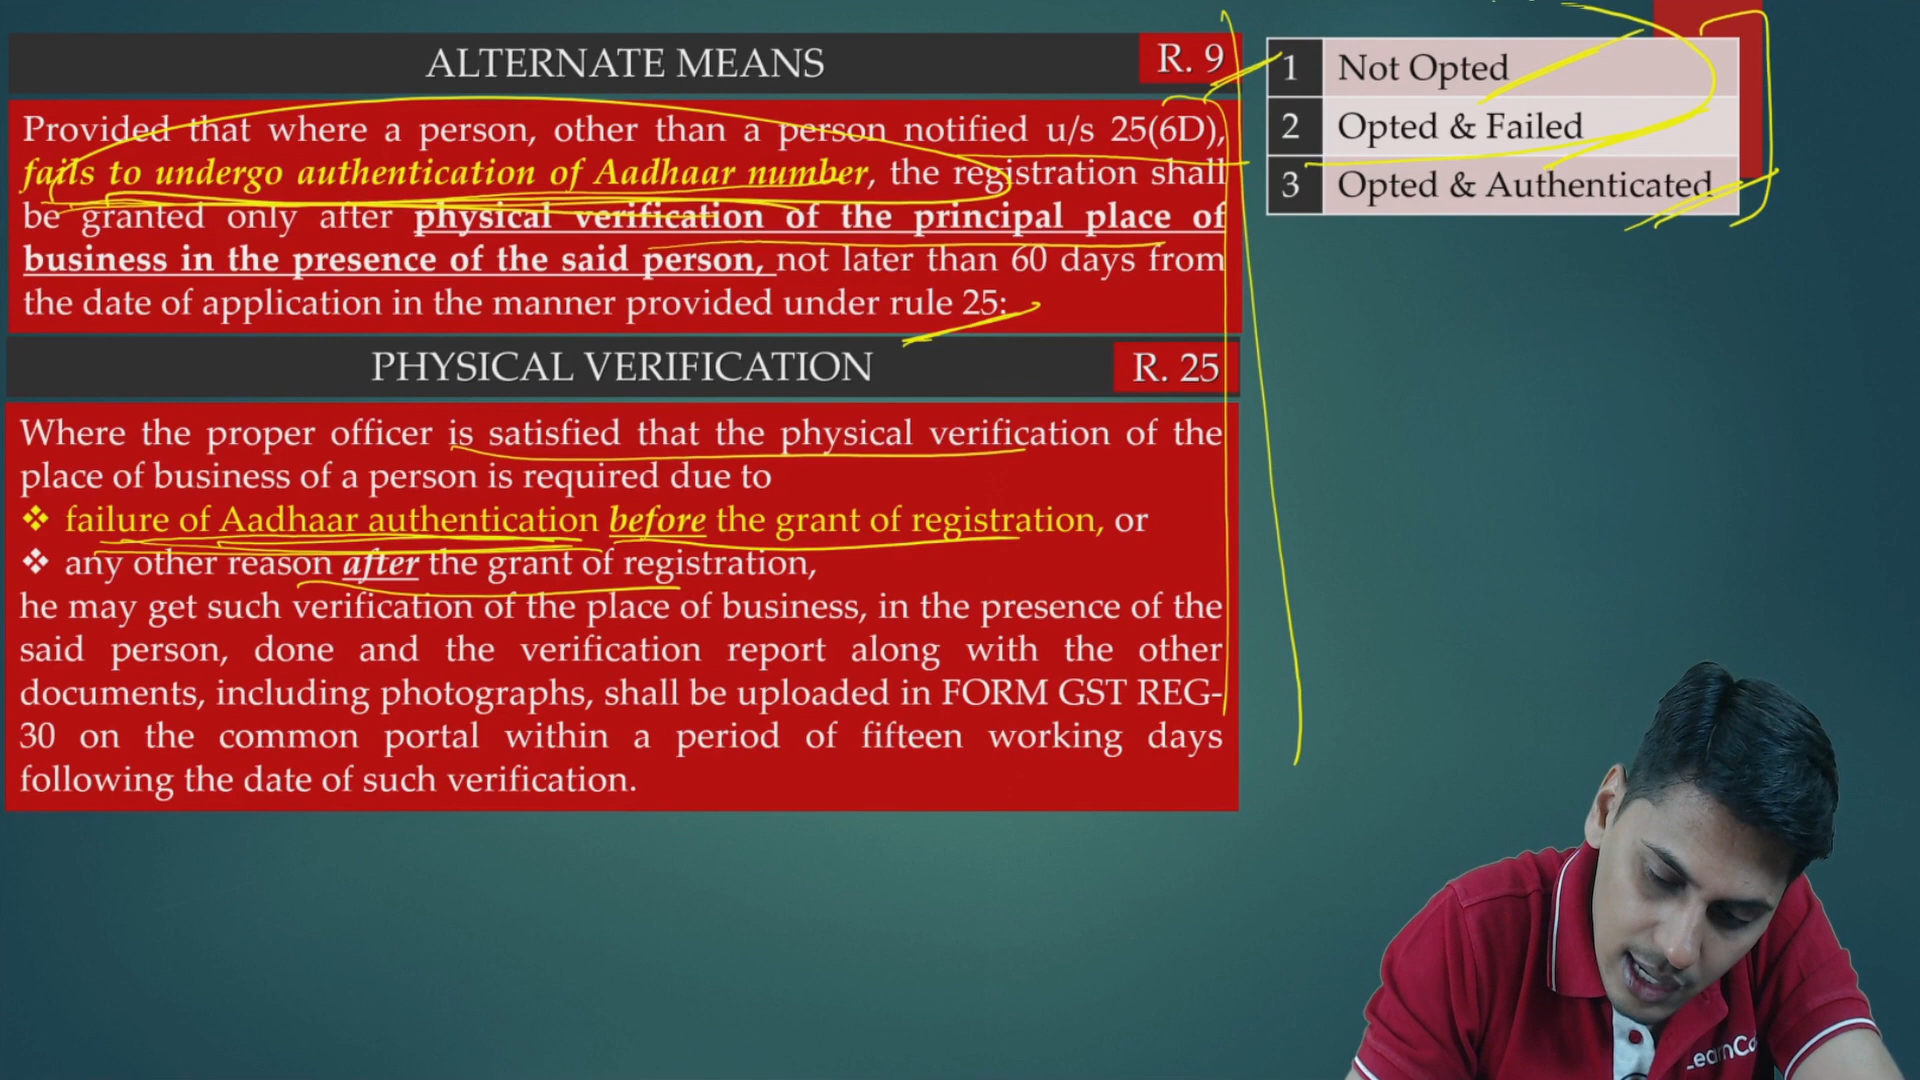 ALTERNATE MEANS R. 9
Provided that where a person, other than a person notified u/s 25(6D),
fails to undergo authentication of Aadhaar number, the registration shall
be granted only after physical verification of the principal place of
business in the presence of the said person, not later than 60 days from
the date of application in the manner provided under rule 25:
PHYSICAL VERIFICATION R. 25
Where the proper officer is satisfied that the physical verification of the
place of business of a person is required due to
❖ failure of Aadhaar authentication before the grant of registration, or
❖ any other reason after the grant of registration,
he may get such verification of the place of business, in the presence of the
said person, done and the verification report along with the other
documents, including photographs, shall be uploaded in FORM GST REG-
30 on the common portal within a period of fifteen working days
following the date of such verification.
1 Not Opted
2 Opted & Failed
3 Opted & Authenticated